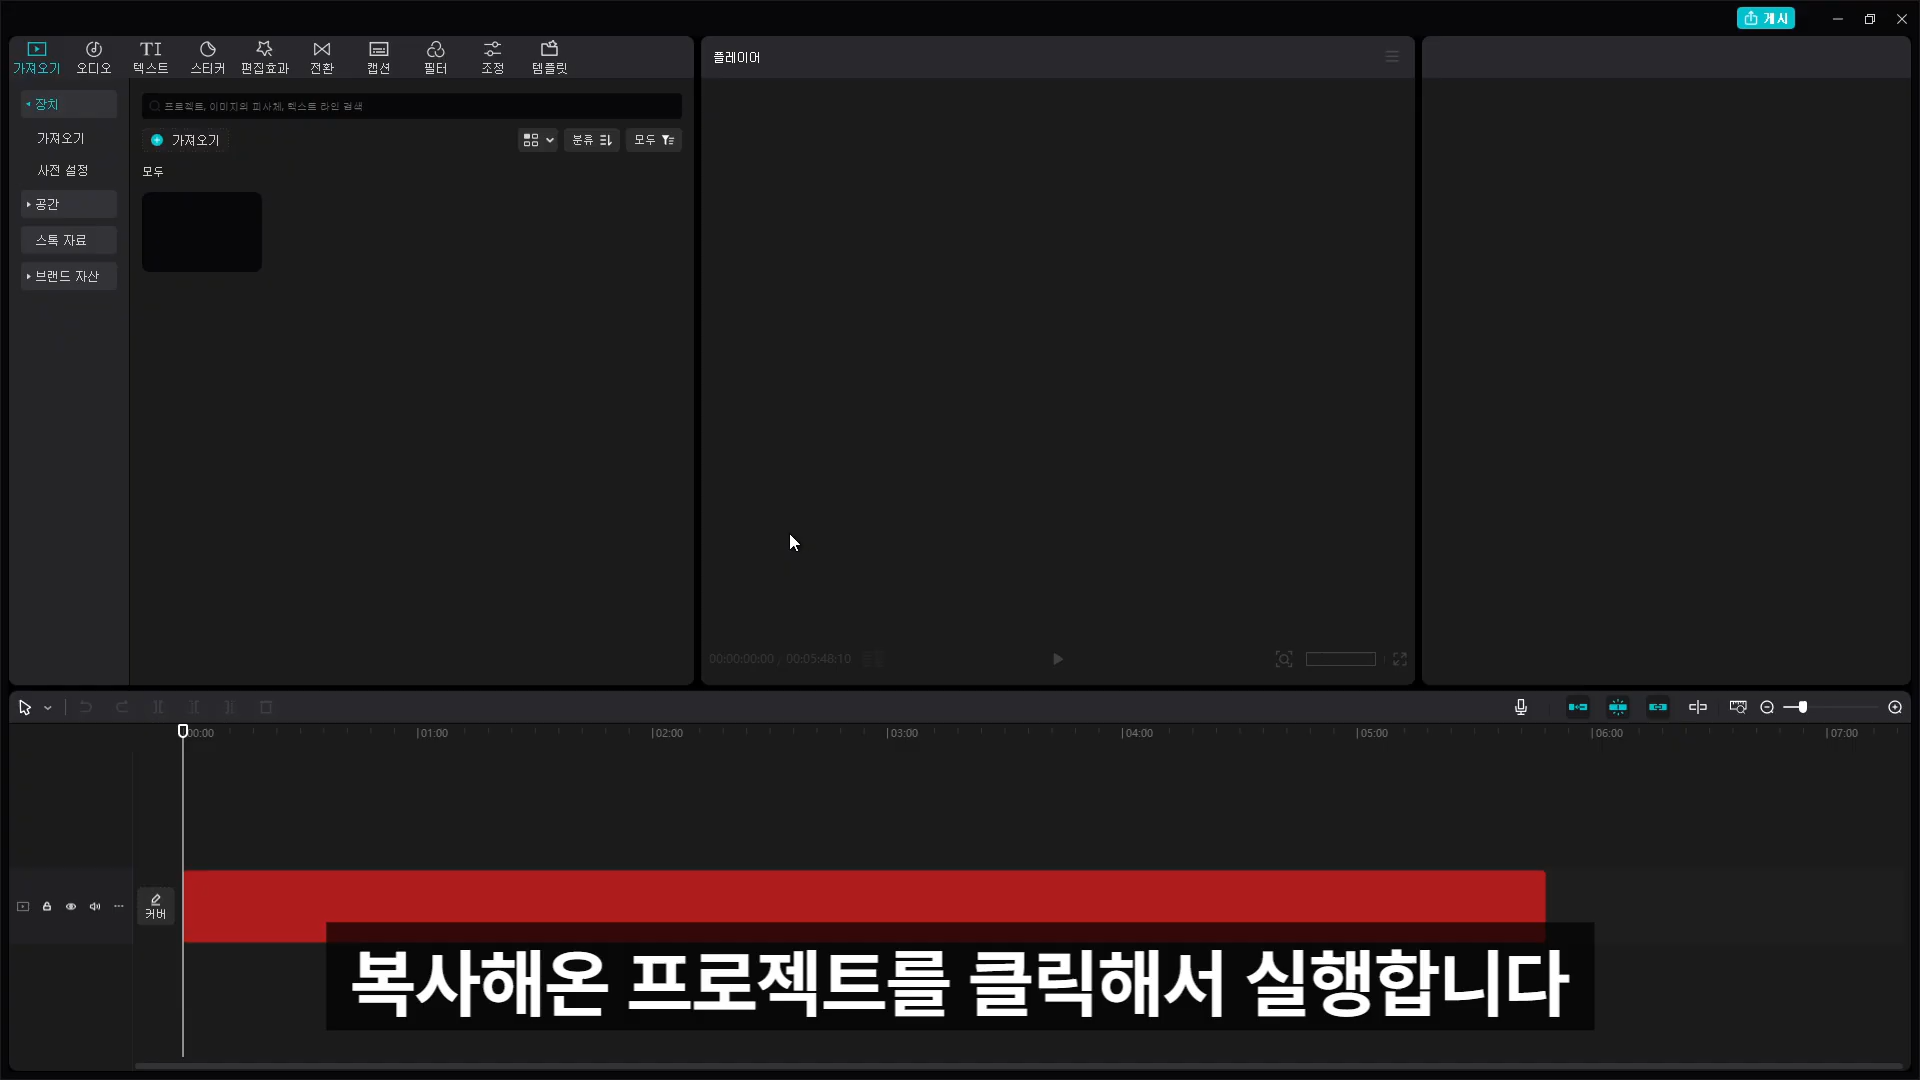 게시
가져오기 오디오 텍스트 스티커 편집효과 전환 캡션 필터 조정 템플릿
플레이어
장치
가져오기
사전 설정
공간
스톡 자료
브랜드 자산
프로젝트, 이미지의 피사체, 텍스트 라인 검색
가져오기 분류 모두
모두
00:00:00:00 / 00:05:48:10
00:00 01:00 02:00 03:00 04:00 05:00 06:00 07:00
커버
복사해온 프로젝트를 클릭해서 실행합니다